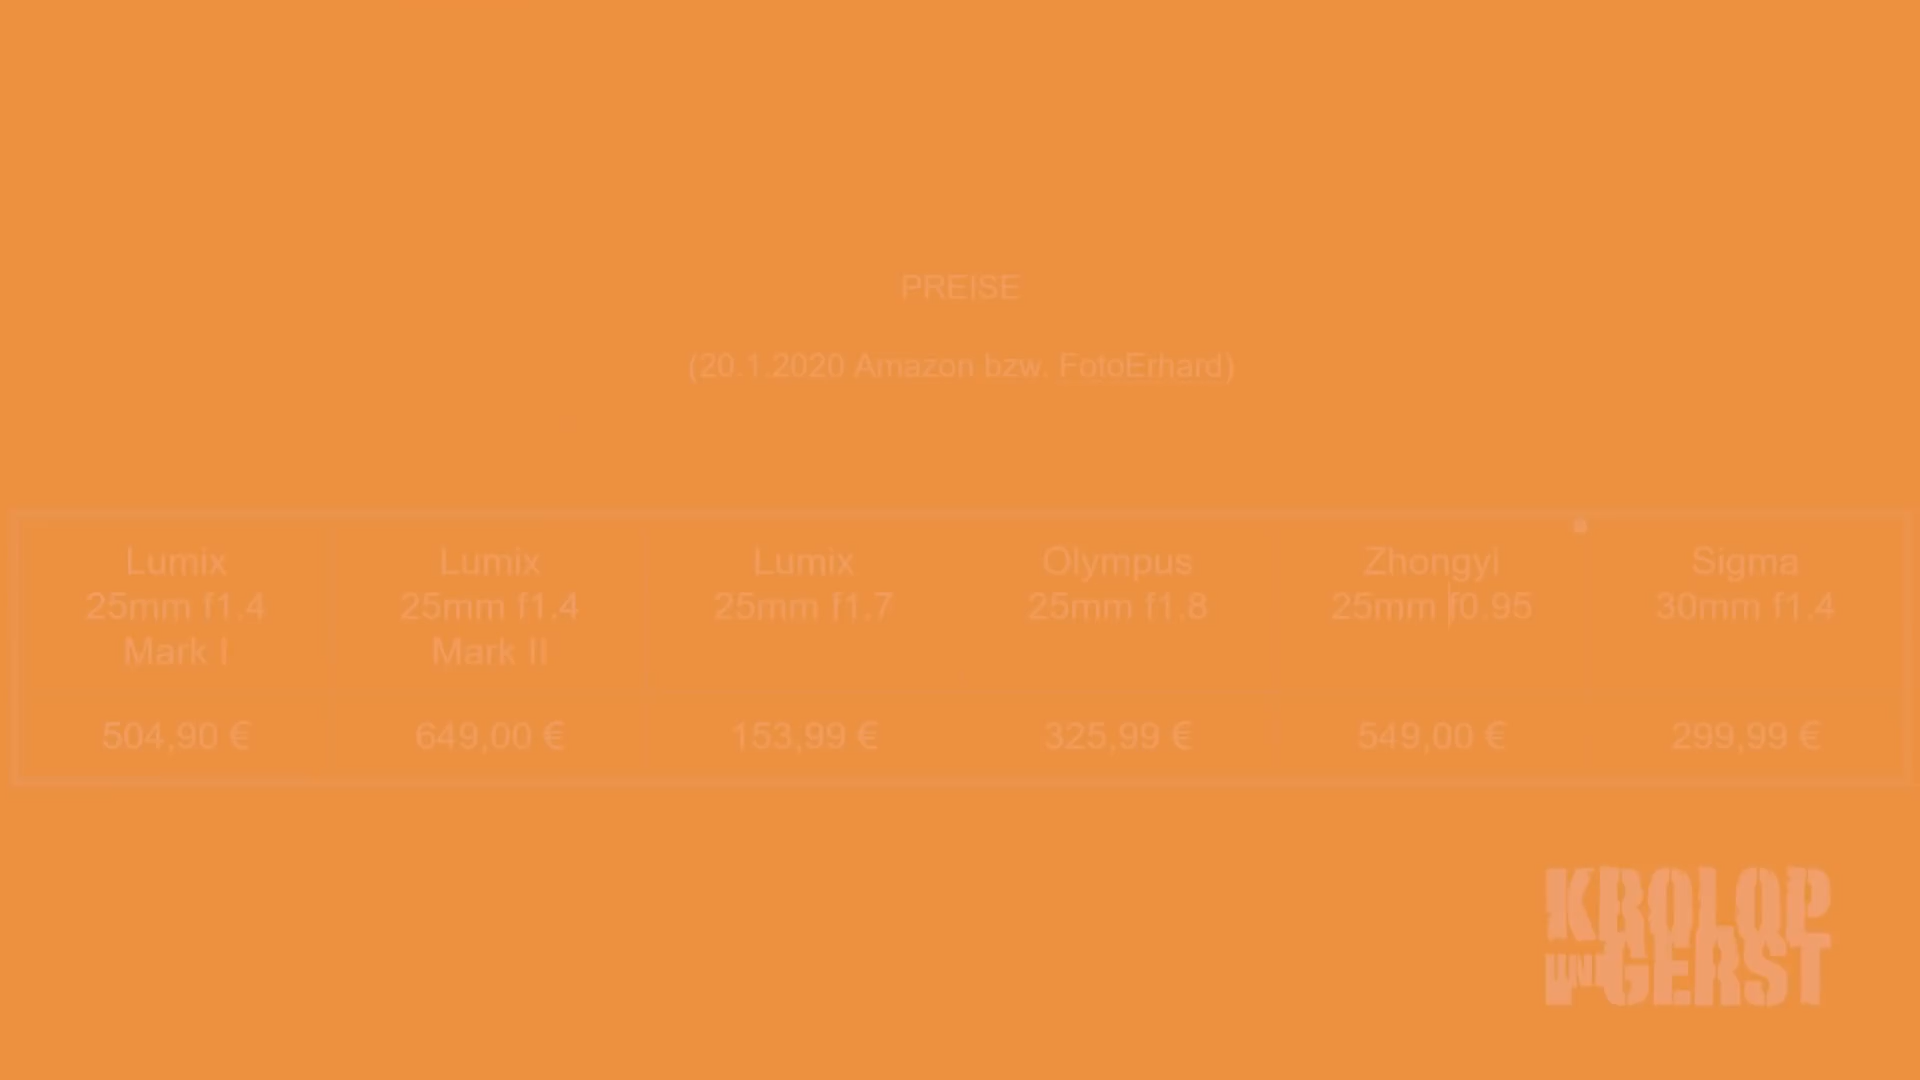 PREISE
(20.1.2020 Amazon bzw. FotoErhard)
Lumix
25mm f1.4
Mark I
Lumix
25mm f1.4
Mark II
Lumix
25mm f1.7
Olympus
25mm f1.8
Zhongyi
25mm f0.95
Sigma
30mm f1.4
504,90 €
649,00 €
153,99 €
325,99 €
549,00 €
299,99 €
KROLOP
UND GERST